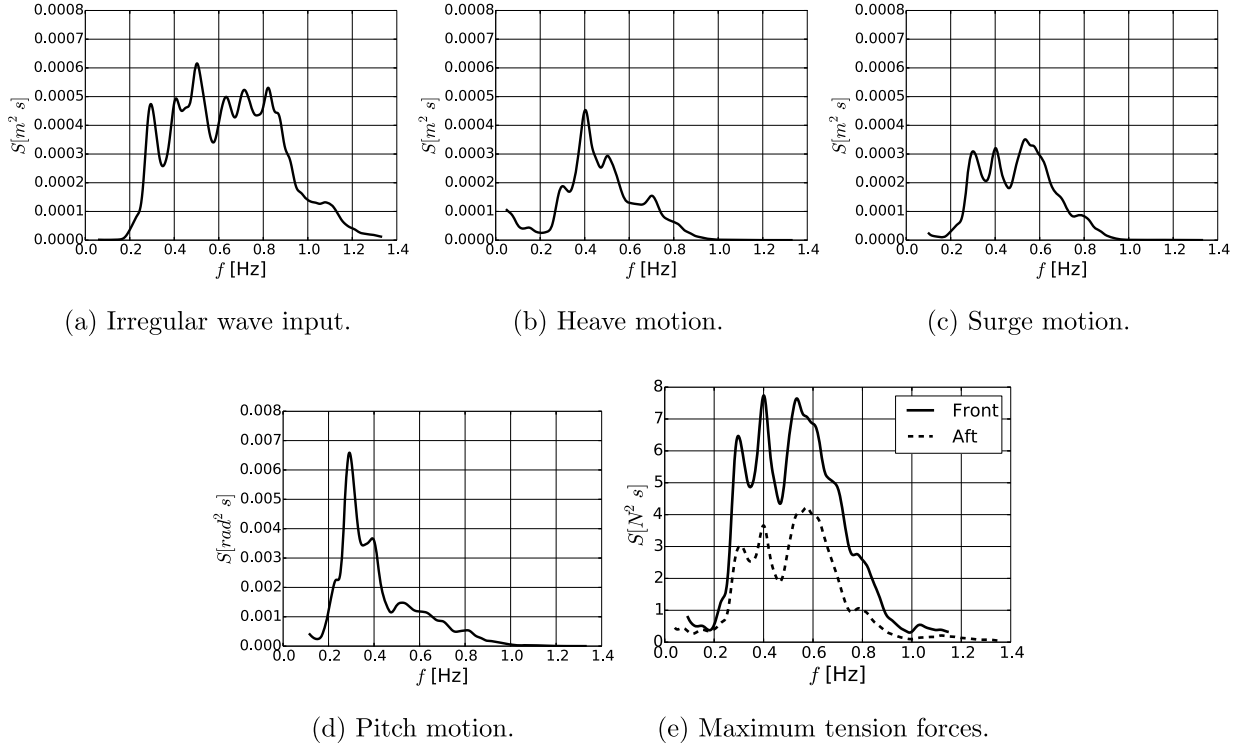 0.0008
0.0007
0.0006
0.0005
0.0004
0.0003
0.0002
0.0001
0.0000
S[m² s]
0.0 0.2 0.4 0.6 0.8 1.0 1.2 1.4
f [Hz]
(a) Irregular wave input.
0.0008
0.0007
0.0006
0.0005
0.0004
0.0003
0.0002
0.0001
0.0000
S[m² s]
0.0 0.2 0.4 0.6 0.8 1.0 1.2 1.4
f [Hz]
(b) Heave motion.
0.0008
0.0007
0.0006
0.0005
0.0004
0.0003
0.0002
0.0001
0.0000
S[m² s]
0.0 0.2 0.4 0.6 0.8 1.0 1.2 1.4
f [Hz]
(c) Surge motion.
0.008
0.007
0.006
0.005
0.004
0.003
0.002
0.001
0.000
S[rad² s]
0.0 0.2 0.4 0.6 0.8 1.0 1.2 1.4
f [Hz]
(d) Pitch motion.
8
7
6
5
4
3
2
1
0
S[N² s]
0.0 0.2 0.4 0.6 0.8 1.0 1.2 1.4
f [Hz]
Front
Aft
(e) Maximum tension forces.